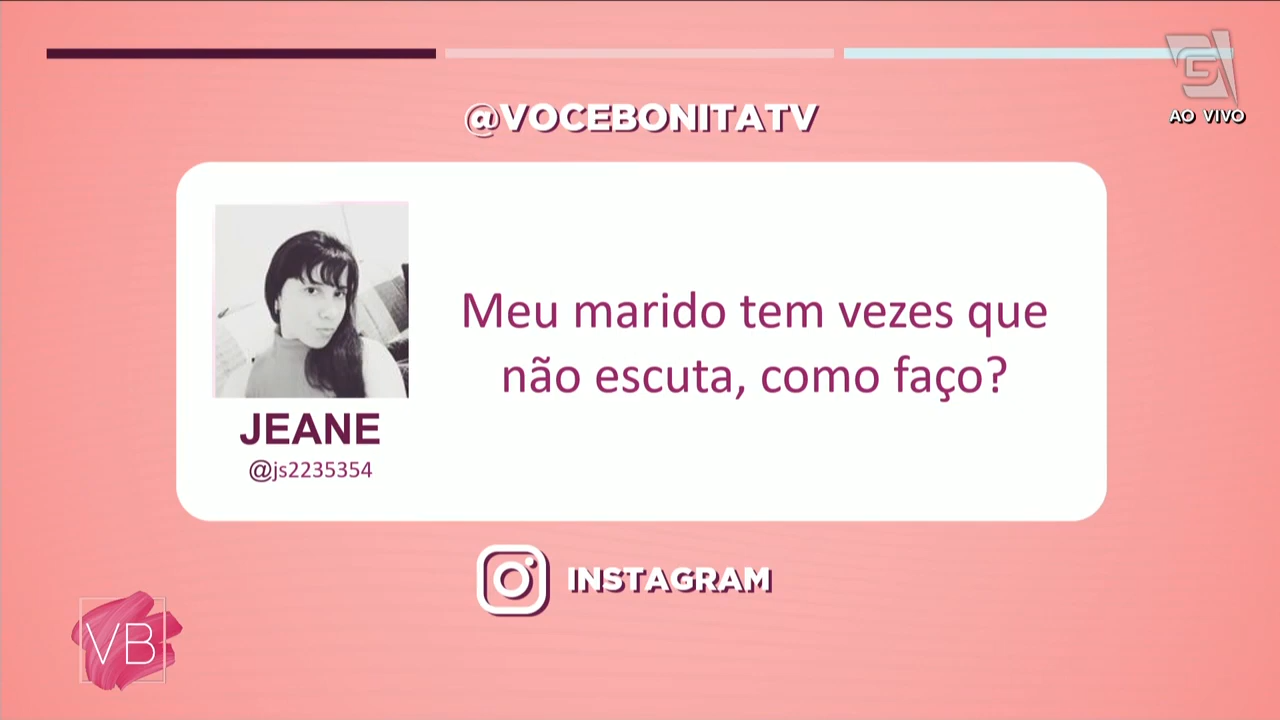 @VOCEBONITATV
G
AO VIVO
Meu marido tem vezes que
não escuta, como faço?
JEANE
@js2235354
INSTAGRAM
VB